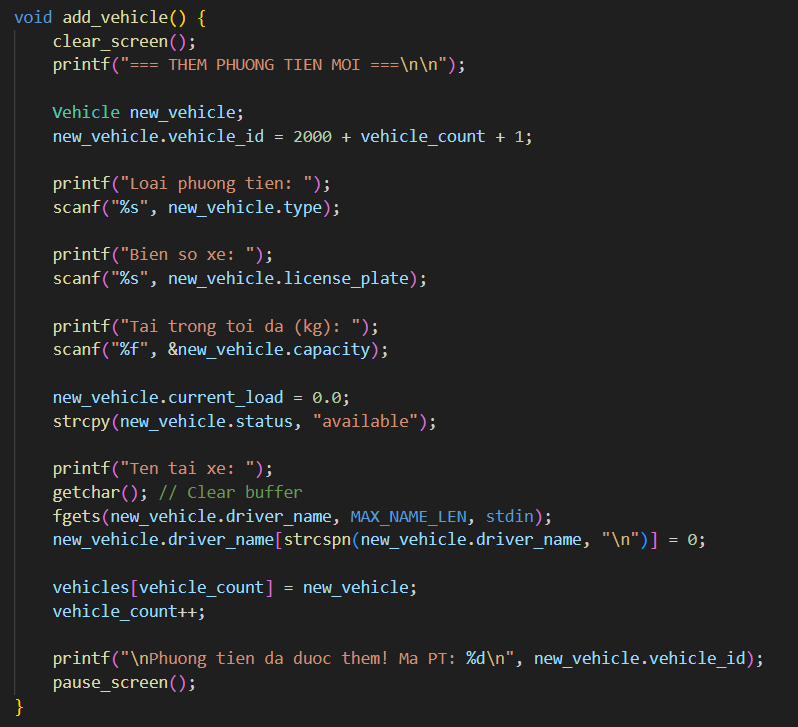 void add_vehicle() {
    clear_screen();
    printf("=== THEM PHUONG TIEN MOI ===\n\n");

    Vehicle new_vehicle;
    new_vehicle.vehicle_id = 2000 + vehicle_count + 1;

    printf("Loai phuong tien: ");
    scanf("%s", new_vehicle.type);

    printf("Bien so xe: ");
    scanf("%s", new_vehicle.license_plate);

    printf("Tai trong toi da (kg): ");
    scanf("%f", &new_vehicle.capacity);

    new_vehicle.current_load = 0.0;
    strcpy(new_vehicle.status, "available");

    printf("Ten tai xe: ");
    getchar(); // Clear buffer
    fgets(new_vehicle.driver_name, MAX_NAME_LEN, stdin);
    new_vehicle.driver_name[strcspn(new_vehicle.driver_name, "\n")] = 0;

    vehicles[vehicle_count] = new_vehicle;
    vehicle_count++;

    printf("\nPhuong tien da duoc them! Ma PT: %d\n", new_vehicle.vehicle_id);
    pause_screen();
}